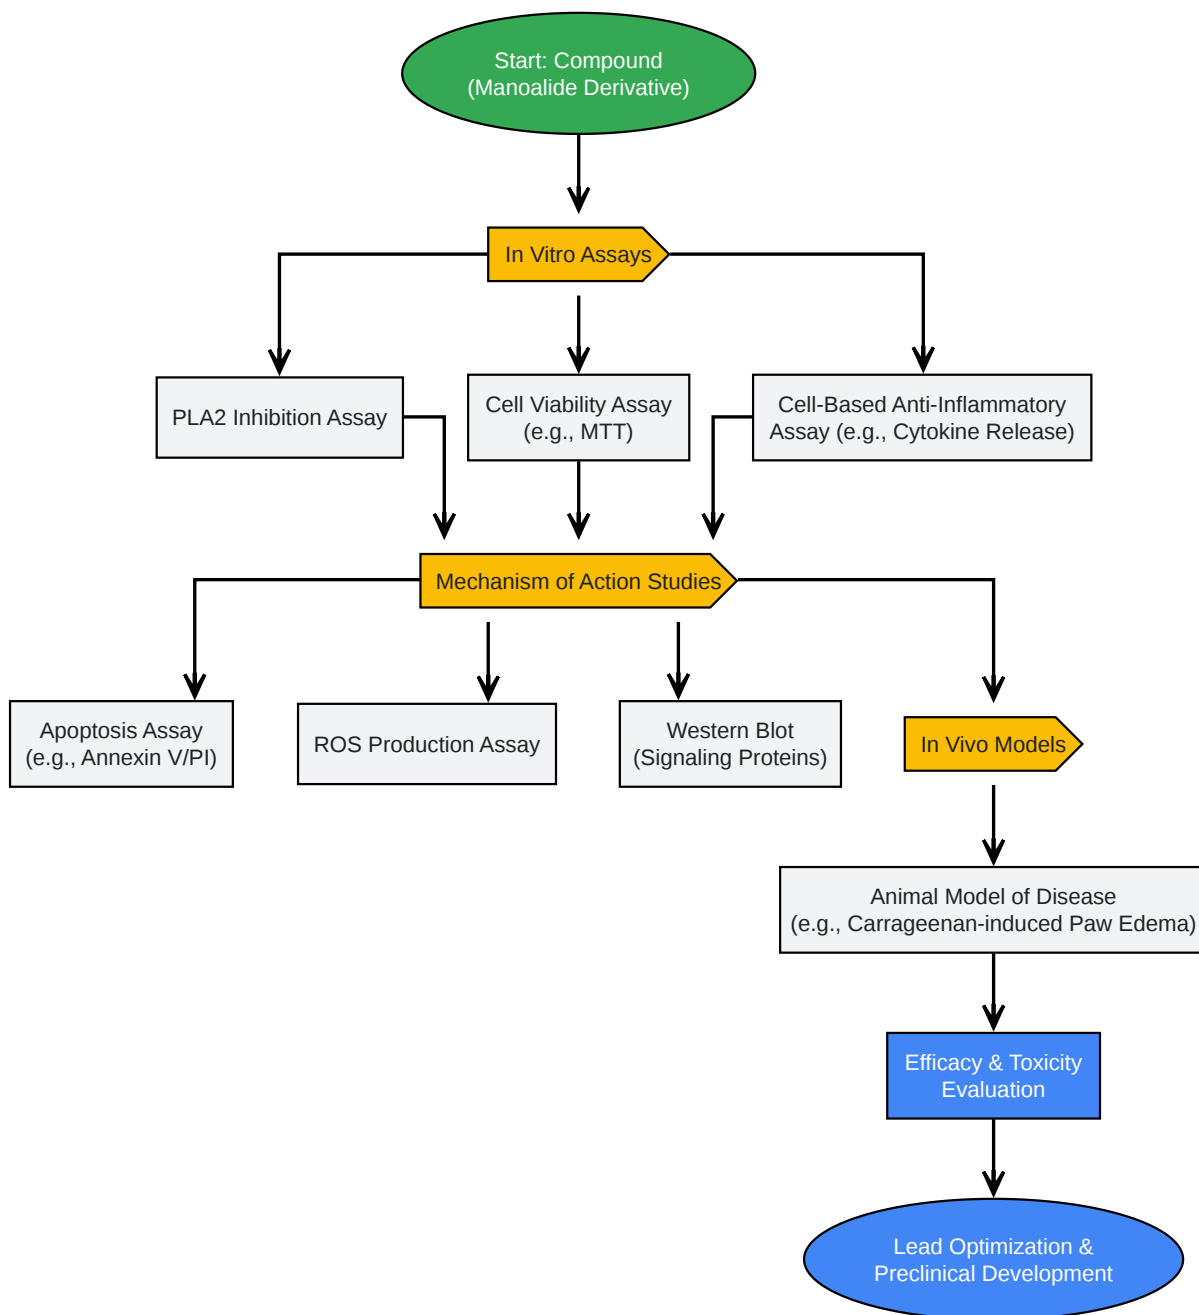 Start: Compound
(Manoalide Derivative)
In Vitro Assays
PLA2 Inhibition Assay
Cell Viability Assay
(e.g., MTT)
Cell-Based Anti-Inflammatory
Assay (e.g., Cytokine Release)
Mechanism of Action Studies
Apoptosis Assay
(e.g., Annexin V/PI)
ROS Production Assay
Western Blot
(Signaling Proteins)
In Vivo Models
Animal Model of Disease
(e.g., Carrageenan-induced Paw Edema)
Efficacy & Toxicity
Evaluation
Lead Optimization &
Preclinical Development